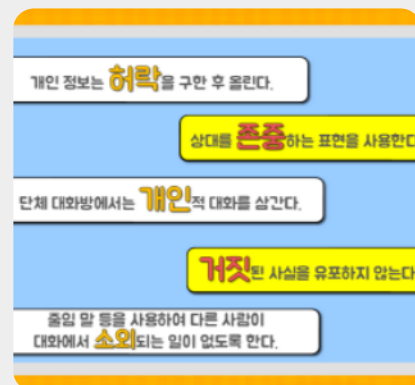 개인 정보는 허락을 구한 후 올린다.
상대를 존중하는 표현을 사용한다
단체 대화방에서는 개인적 대화를 삼간다.
거짓된 사실을 유포하지 않는다
줄임 말 등을 사용하여 다른 사람이
대화에서 소외되는 일이 없도록 한다.